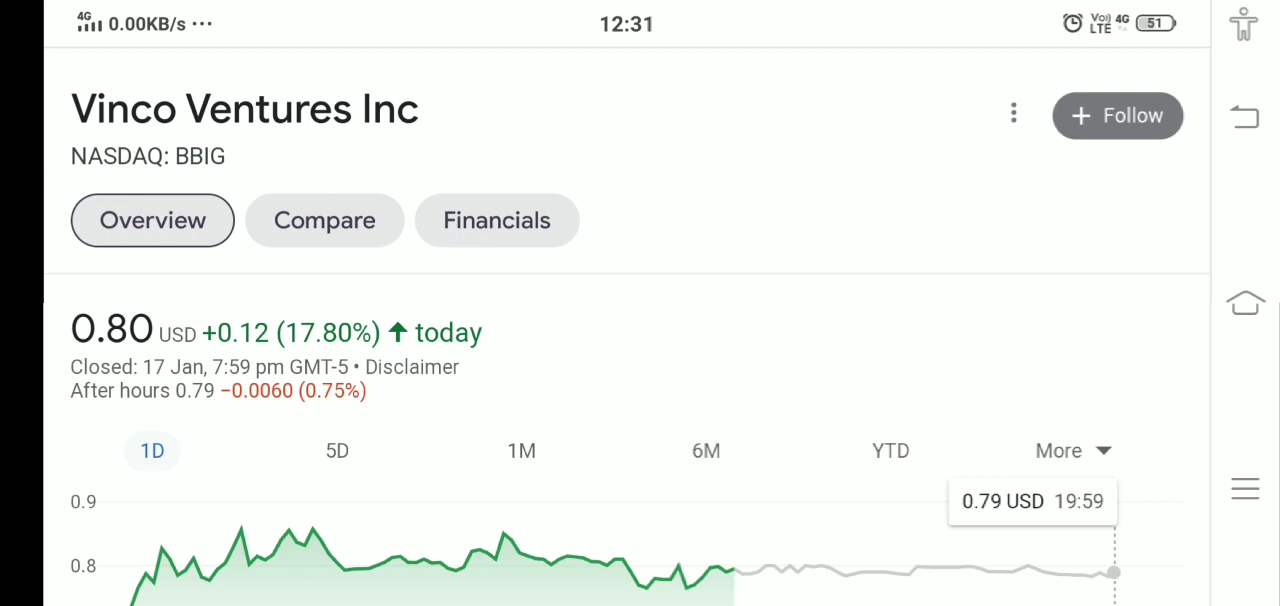 4G 0.00KB/s ··· 12:31 Vo)) LTE 4G 51
Vinco Ventures Inc
+ Follow
NASDAQ: BBIG
Overview Compare Financials
0.80 USD +0.12 (17.80%) ↑ today
Closed: 17 Jan, 7:59 pm GMT-5 • Disclaimer
After hours 0.79 −0.0060 (0.75%)
1D 5D 1M 6M YTD More
0.9
0.79 USD 19:59
0.8